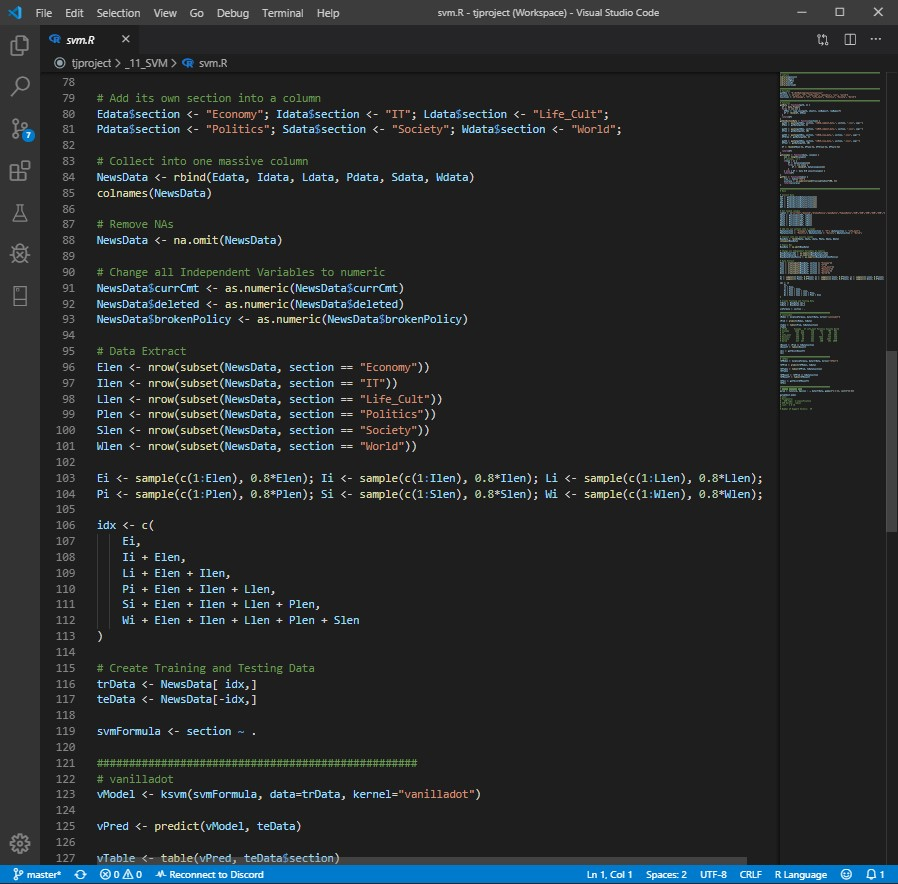 File Edit Selection View Go Debug Terminal Help svm.R - tjproject (Workspace) - Visual Studio Code
svm.R
tjproject > _11_SVM > svm.R
78
79 # Add its own section into a column
80 Edata$section <- "Economy"; Idata$section <- "IT"; Ldata$section <- "Life_Cult";
81 Pdata$section <- "Politics"; Sdata$section <- "Society"; Wdata$section <- "World";
82
83 # Collect into one massive column
84 NewsData <- rbind(Edata, Idata, Ldata, Pdata, Sdata, Wdata)
85 colnames(NewsData)
86
87 # Remove NAs
88 NewsData <- na.omit(NewsData)
89
90 # Change all Independent Variables to numeric
91 NewsData$currCmt <- as.numeric(NewsData$currCmt)
92 NewsData$deleted <- as.numeric(NewsData$deleted)
93 NewsData$brokenPolicy <- as.numeric(NewsData$brokenPolicy)
94
95 # Data Extract
96 Elen <- nrow(subset(NewsData, section == "Economy"))
97 Ilen <- nrow(subset(NewsData, section == "IT"))
98 Llen <- nrow(subset(NewsData, section == "Life_Cult"))
99 Plen <- nrow(subset(NewsData, section == "Politics"))
100 Slen <- nrow(subset(NewsData, section == "Society"))
101 Wlen <- nrow(subset(NewsData, section == "World"))
102
103 Ei <- sample(c(1:Elen), 0.8*Elen); Ii <- sample(c(1:Ilen), 0.8*Ilen); Li <- sample(c(1:Llen), 0.8*Llen);
104 Pi <- sample(c(1:Plen), 0.8*Plen); Si <- sample(c(1:Slen), 0.8*Slen); Wi <- sample(c(1:Wlen), 0.8*Wlen);
105
106 idx <- c(
107 Ei,
108 Ii + Elen,
109 Li + Elen + Ilen,
110 Pi + Elen + Ilen + Llen,
111 Si + Elen + Ilen + Llen + Plen,
112 Wi + Elen + Ilen + Llen + Plen + Slen
113 )
114
115 # Create Training and Testing Data
116 trData <- NewsData[ idx,]
117 teData <- NewsData[-idx,]
118
119 svmFormula <- section ~ .
120
121 ##################################################
122 # vanilladot
123 vModel <- ksvm(svmFormula, data=trData, kernel="vanilladot")
124
125 vPred <- predict(vModel, teData)
126
127 vTable <- table(vPred, teData$section)
7
master* 0 0 Reconnect to Discord Ln 1, Col 1 Spaces: 2 UTF-8 CRLF R Language 1